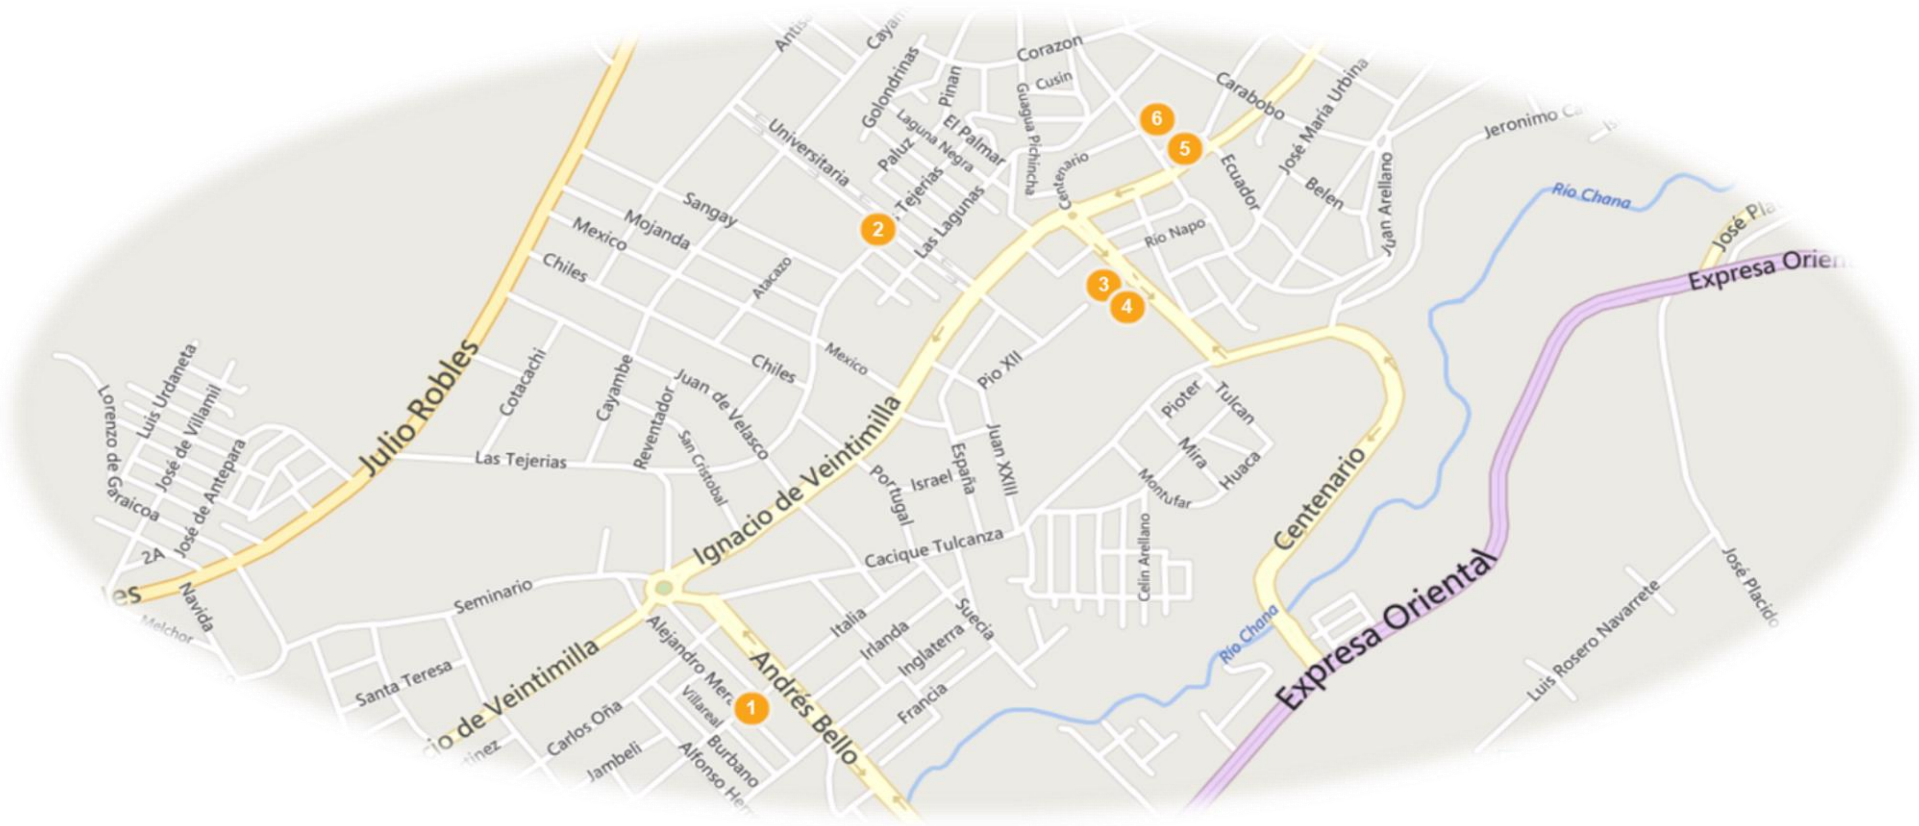 Corazon
Cusin
Golondrinas
Pinan
Guagua Pichincha
Carabobo
José María Urbina
Jeronimo
Universitaria
Laguna Negra
El Palmar
Paluz
Tejerias
Las Lagunas
6
5
2
3
4
Centenario
Ecuador
Belen
Juan Arellano
Río Chana
Río Napo
José
Expresa
Sangay
Mojanda
Mexico
Chiles
Atacazo
Mexico
Chiles
Juan de Velasco
Cotacachi
Cayambe
Reventador
San Cristobal
Las Tejerias
Julio Robles
Luis Urdaneta
José de Villamil
José de Antepara
Lorenzo de Garaicoa
2A
Navida
Melchor
Pio XII
Juan XXIII
España
Israel
Portugal
Cacique Tulcanza
Ignacio de Veintimilla
Pioter
Tulcan
Mira
Huaca
Montufar
Celin Arellano
Centenario
Río Chana
Expresa Oriental
José Placido
Luis Rosero Navarrete
Seminario
Santa Teresa
de Veintimilla
Carlos Oña
Jambeli
Alejandro
Villareal
1
Burbano
Alfonso
Andrés Bello
Italia
Irlanda
Inglaterra
Francia
Suecia